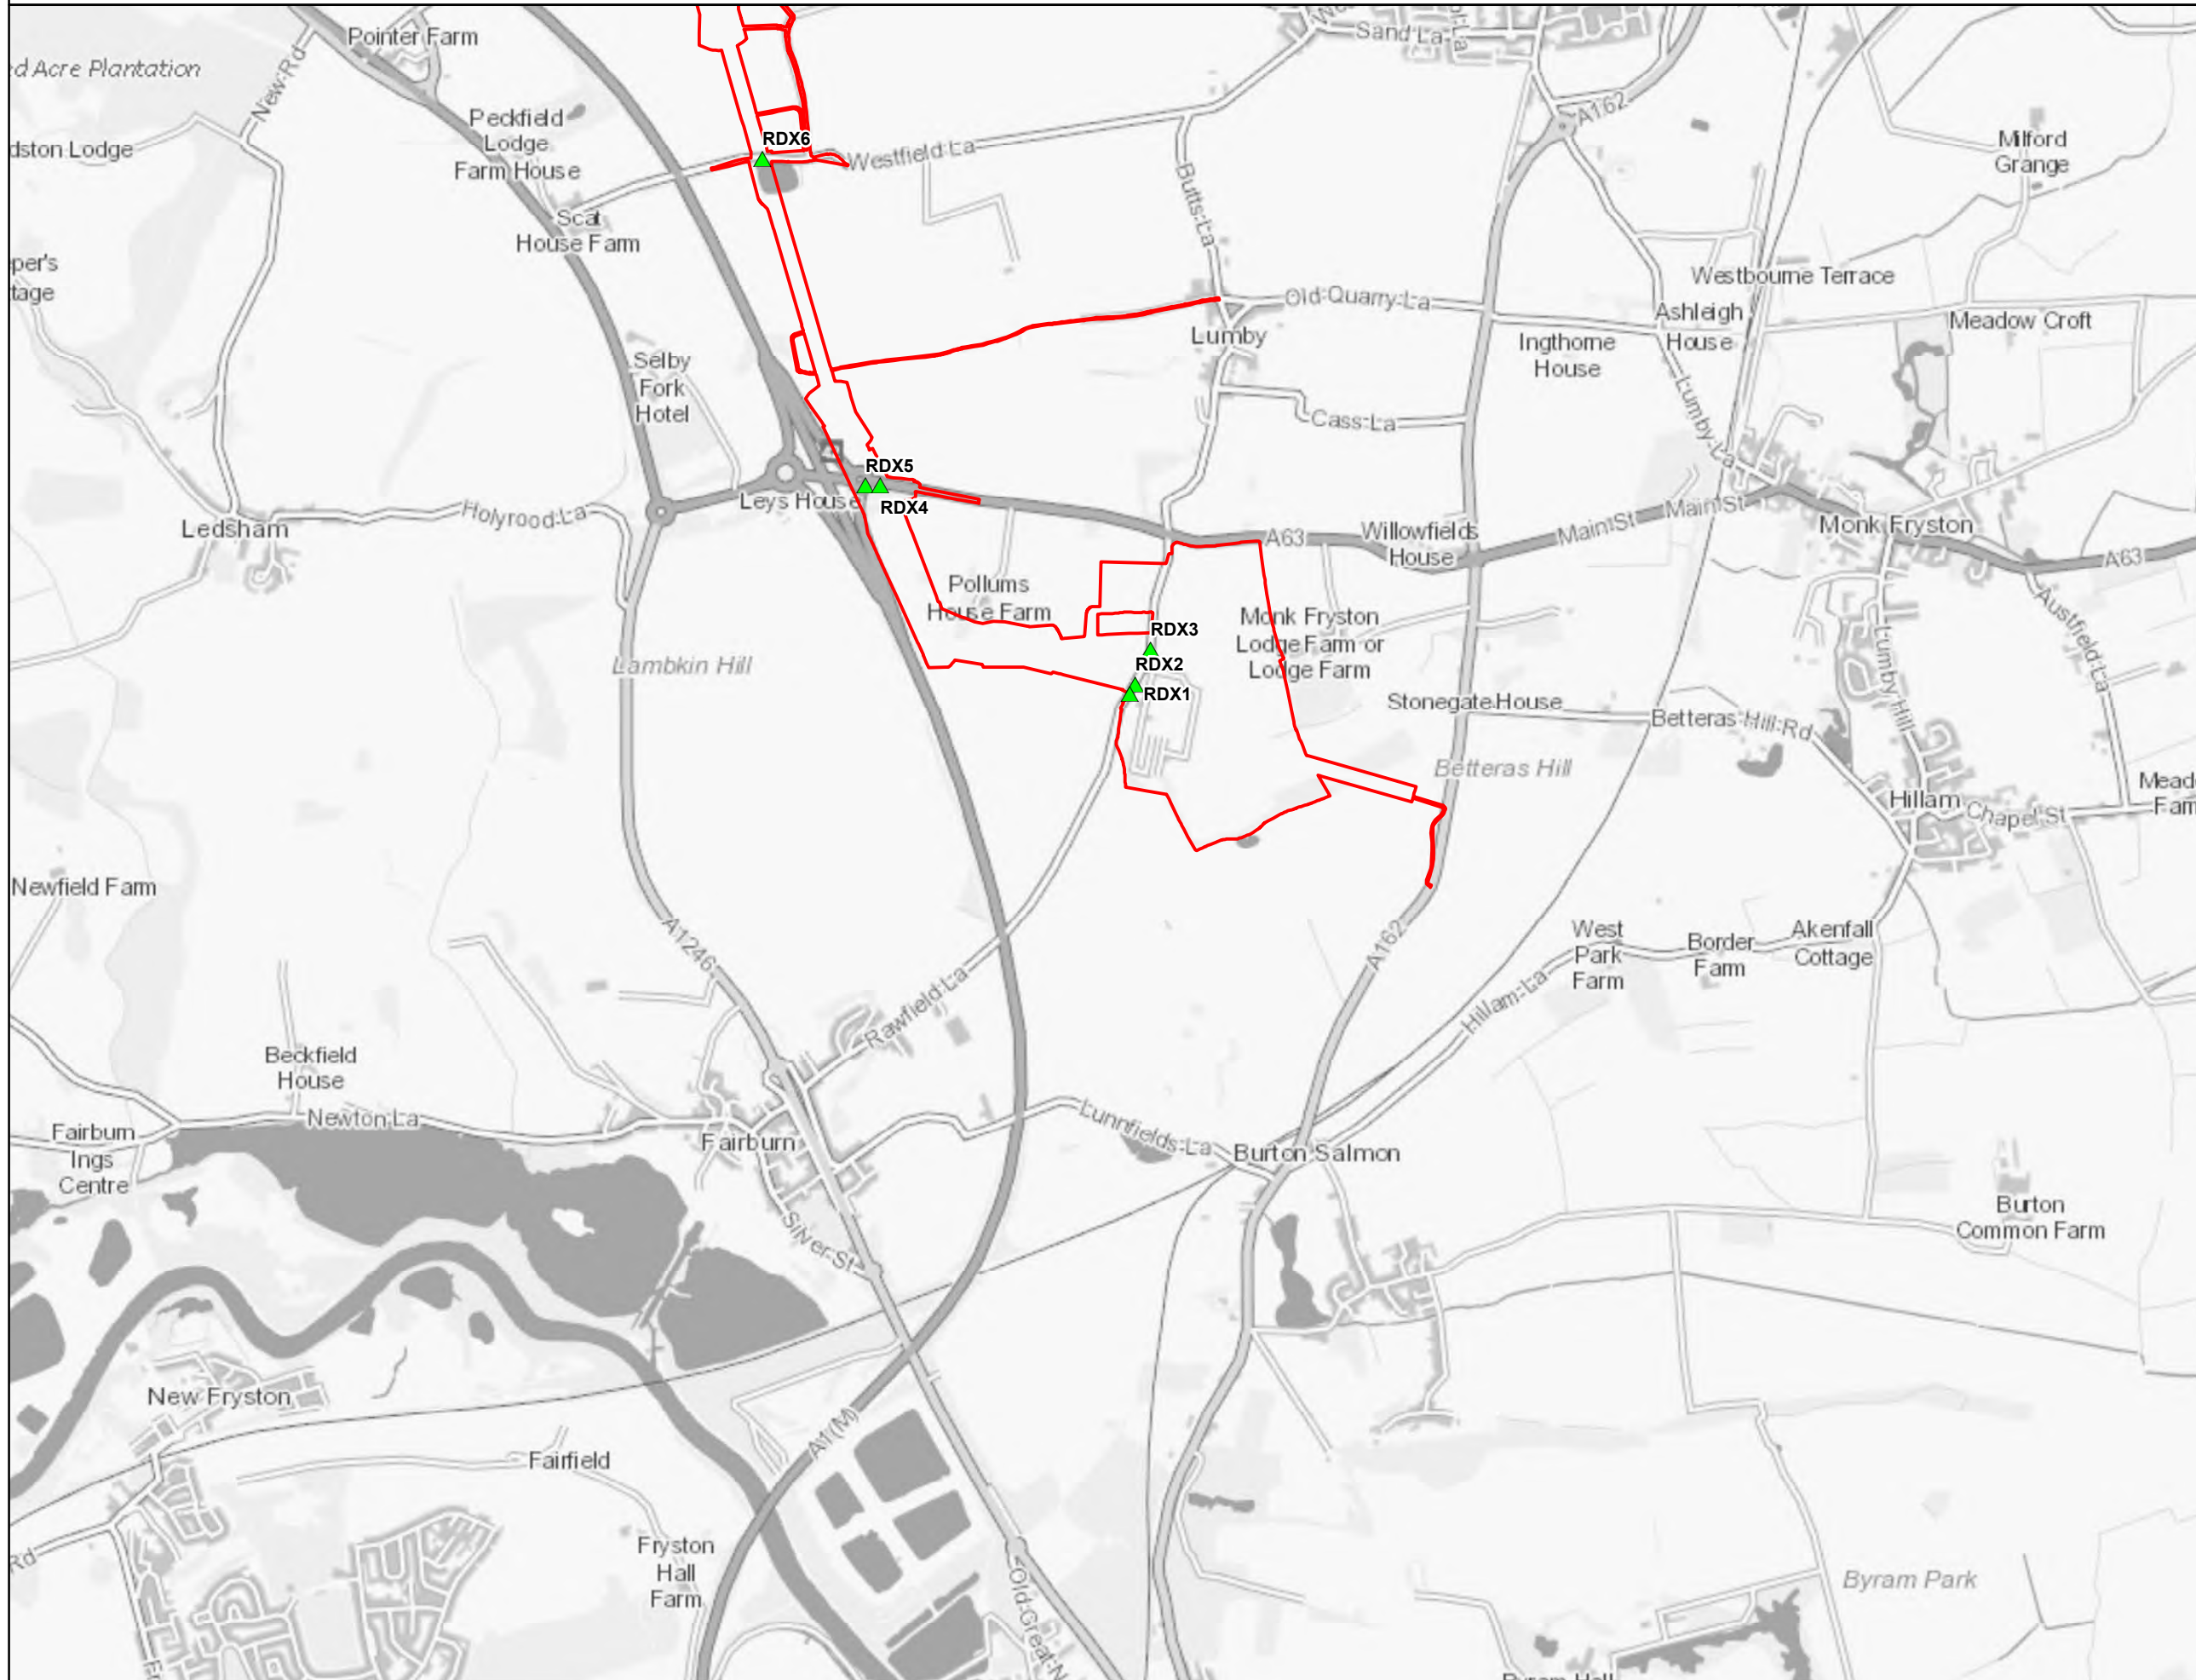 Pointer Farm
Sand La
d Acre Plantation
New Rd
A162
Peckfield
Lodge
Farm House
RDX6
Milford
Grange
dston Lodge
Westfield La
Butts La
Scat
House Farm
per's
tage
Westbourne Terrace
Old Quarry La
Ashleigh
House
Meadow Croft
Lumby
Ingthorne
House
Selby
Fork
Hotel
Lumby La
Cass La
RDX5
Leys House
RDX4
Holyrood La
Ledsham
Main St
Main St
Monk Fryston
A63
Willowfields
House
A63
Pollums
House Farm
Austfield La
Monk Fryston
Lodge Farm or
Lodge Farm
RDX3
RDX2
RDX1
Lumby Hill
Lambkin Hill
Stonegate House
Betteras Hill Rd
Betteras Hill
Mead
Farm
Hillam
Chapel St
Newfield Farm
A1246
A162
West
Park
Farm
Border
Farm
Akenfall
Cottage
Rawfield La
Hillam La
Beckfield
House
Newton La
Fairburn
Ings
Centre
Fairburn
Lunnfields La
Burton Salmon
Silver St
Burton
Common Farm
New Fryston
A1(M)
Fairfield
Fryston
Hall
Farm
Rd
Old Great N
Byram Park
Fr
Byram Hall